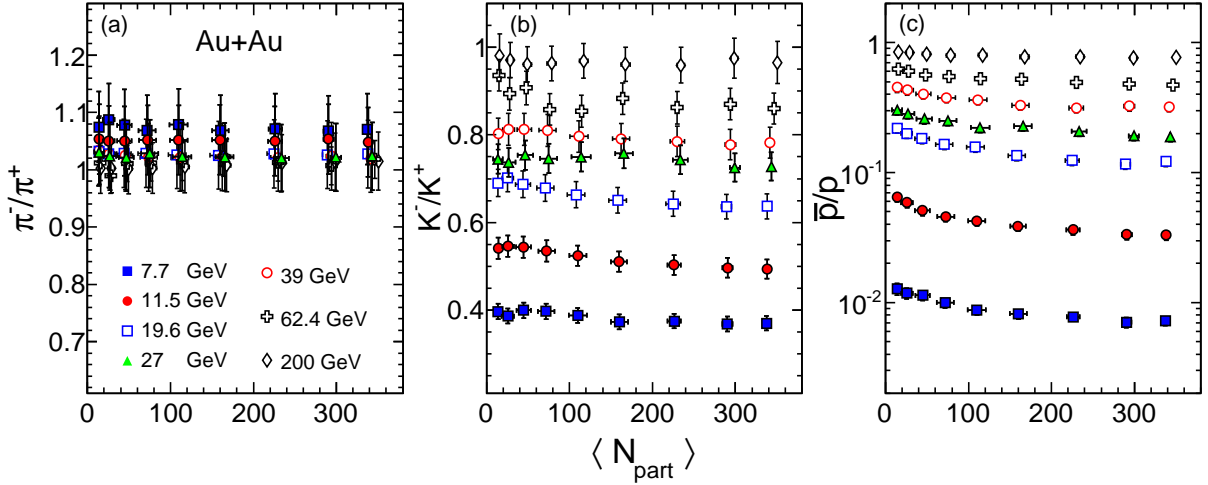 (a)
Au+Au
π⁻/π⁺
1.2
1.1
1
0.9
0.8
0.7
7.7 GeV
11.5 GeV
19.6 GeV
27 GeV
39 GeV
62.4 GeV
200 GeV
0 100 200 300
(b)
K⁻/K⁺
1
0.8
0.6
0.4
0 100 200 300
⟨ N_part ⟩
(c)
p̅/p
1
10⁻¹
10⁻²
0 100 200 300